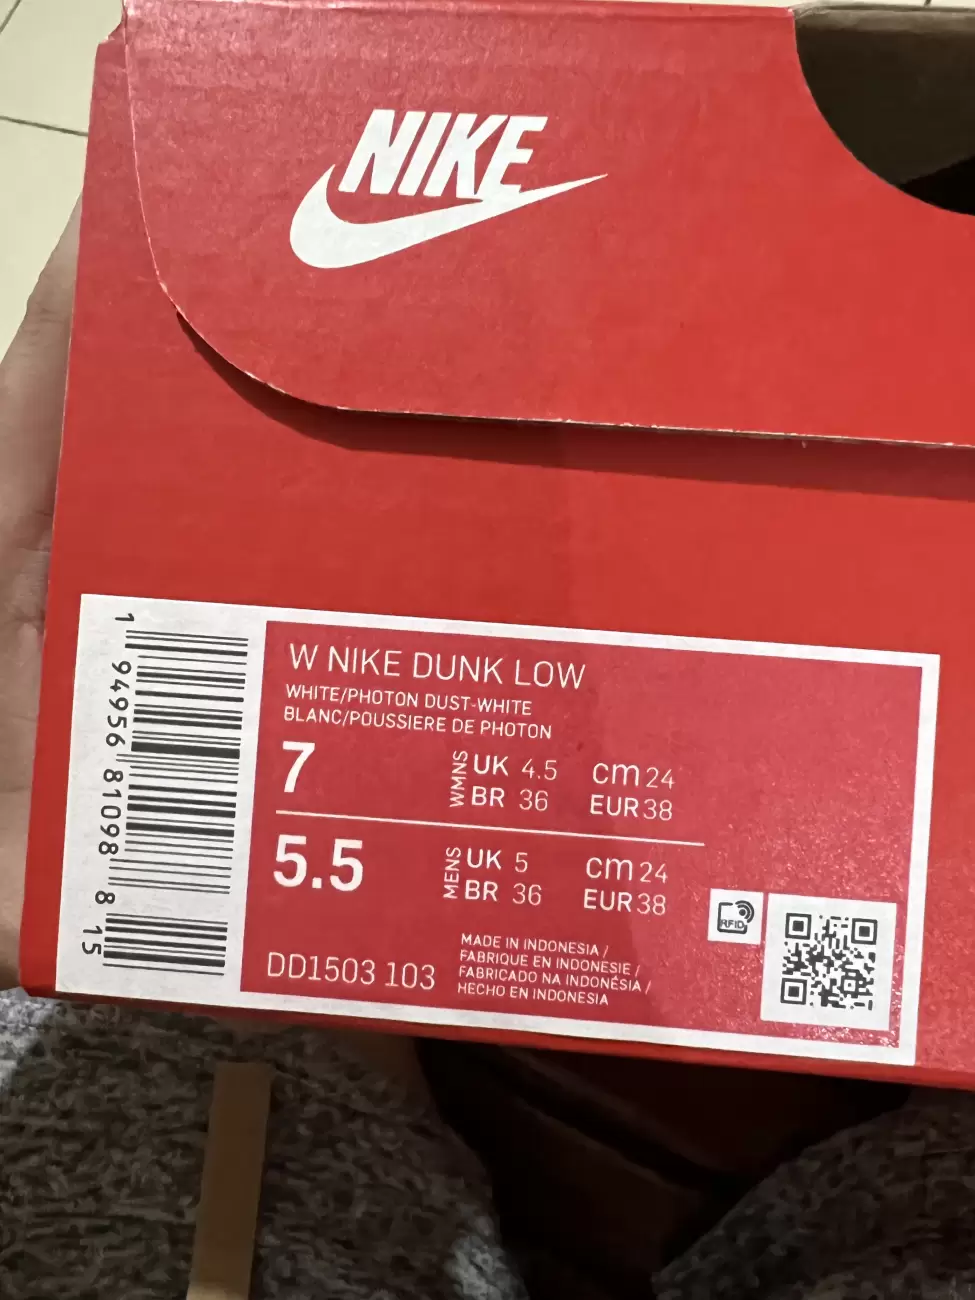 NIKE
1 94956 81098 8 15
W NIKE DUNK LOW
WHITE/PHOTON DUST-WHITE
BLANC/POUSSIERE DE PHOTON
7 WMNS UK 4.5 cm 24
BR 36 EUR 38
5.5 MENS UK 5 cm 24
BR 36 EUR 38
DD1503 103
MADE IN INDONESIA /
FABRIQUE EN INDONESIE /
FABRICADO NA INDONÉSIA /
HECHO EN INDONESIA
RFID